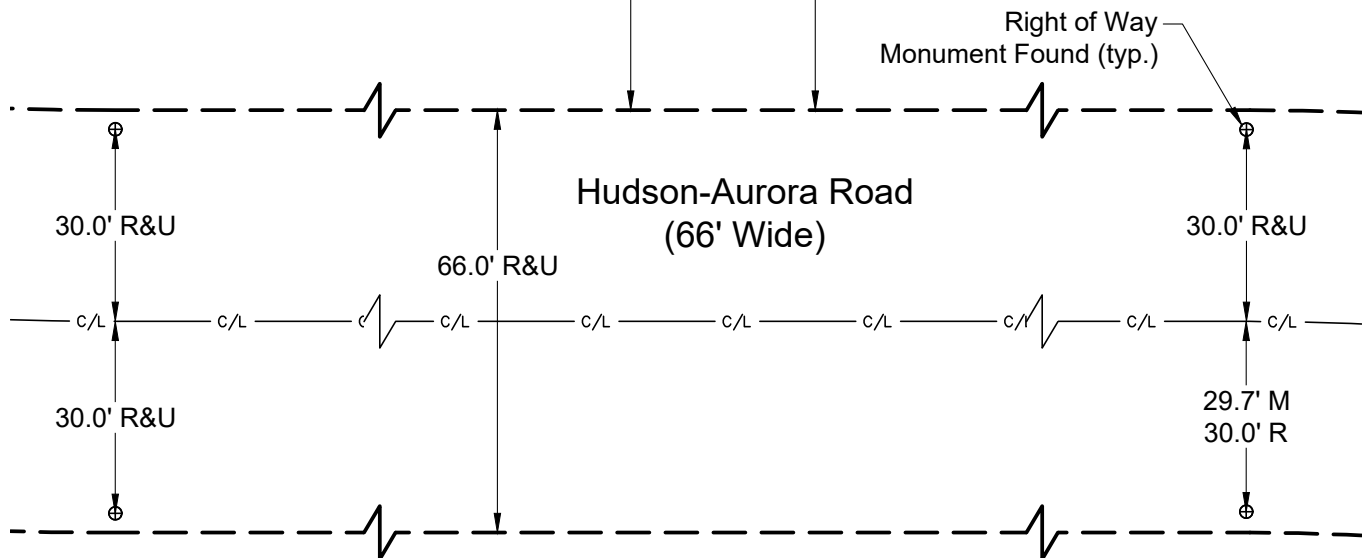 Right of Way
Monument Found (typ.)
Hudson-Aurora Road
(66' Wide)
30.0' R&U
30.0' R&U
66.0' R&U
C/L C/L C/L C/L C/L C/L C/L C/L C/L
30.0' R&U
29.7' M
30.0' R